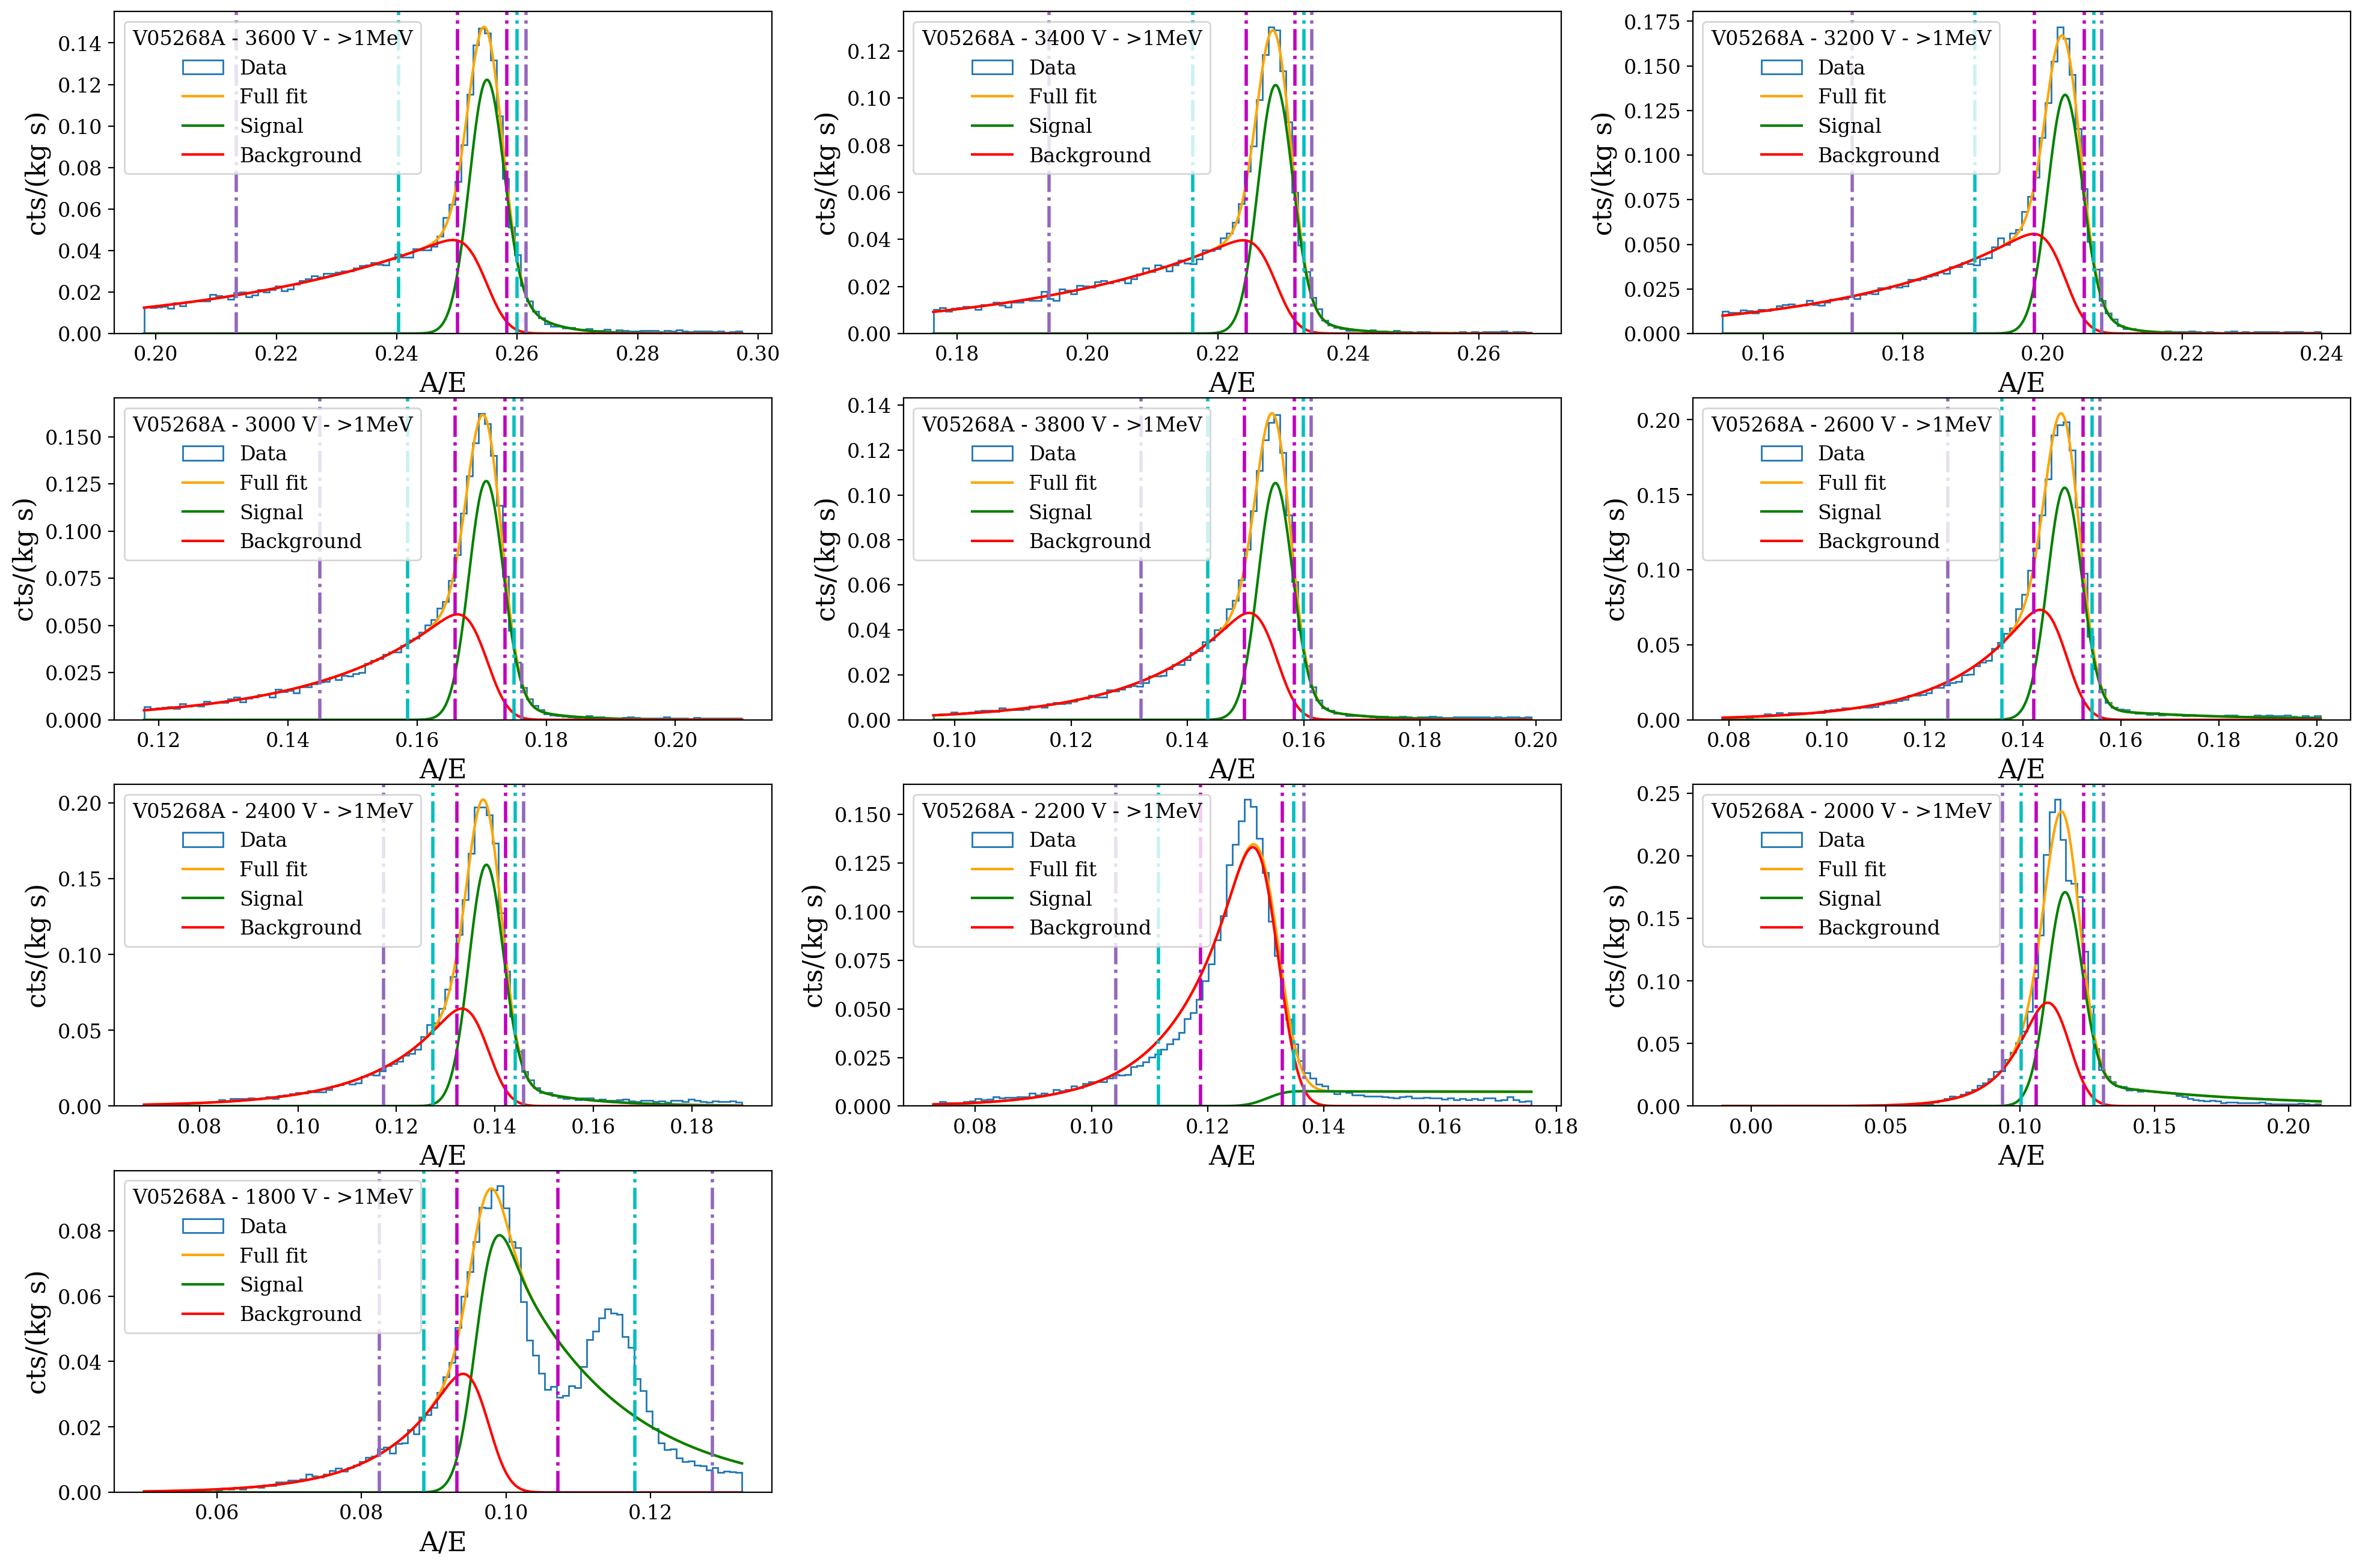 V05268A - 3600 V - >1MeV
Data
Full fit
Signal
Background
cts/(kg s)
0.14
0.12
0.10
0.08
0.06
0.04
0.02
0.00
0.20 0.22 0.24 0.26 0.28 0.30
A/E
V05268A - 3400 V - >1MeV
Data
Full fit
Signal
Background
cts/(kg s)
0.12
0.10
0.08
0.06
0.04
0.02
0.00
0.18 0.20 0.22 0.24 0.26
A/E
V05268A - 3200 V - >1MeV
Data
Full fit
Signal
Background
cts/(kg s)
0.175
0.150
0.125
0.100
0.075
0.050
0.025
0.000
0.16 0.18 0.20 0.22 0.24
A/E
V05268A - 3000 V - >1MeV
Data
Full fit
Signal
Background
cts/(kg s)
0.150
0.125
0.100
0.075
0.050
0.025
0.000
0.12 0.14 0.16 0.18 0.20
A/E
V05268A - 3800 V - >1MeV
Data
Full fit
Signal
Background
cts/(kg s)
0.14
0.12
0.10
0.08
0.06
0.04
0.02
0.00
0.10 0.12 0.14 0.16 0.18 0.20
A/E
V05268A - 2600 V - >1MeV
Data
Full fit
Signal
Background
cts/(kg s)
0.20
0.15
0.10
0.05
0.00
0.08 0.10 0.12 0.14 0.16 0.18 0.20
A/E
V05268A - 2400 V - >1MeV
Data
Full fit
Signal
Background
cts/(kg s)
0.20
0.15
0.10
0.05
0.00
0.08 0.10 0.12 0.14 0.16 0.18
A/E
V05268A - 2200 V - >1MeV
Data
Full fit
Signal
Background
cts/(kg s)
0.150
0.125
0.100
0.075
0.050
0.025
0.000
0.08 0.10 0.12 0.14 0.16 0.18
A/E
V05268A - 2000 V - >1MeV
Data
Full fit
Signal
Background
cts/(kg s)
0.25
0.20
0.15
0.10
0.05
0.00
0.00 0.05 0.10 0.15 0.20
A/E
V05268A - 1800 V - >1MeV
Data
Full fit
Signal
Background
cts/(kg s)
0.08
0.06
0.04
0.02
0.00
0.06 0.08 0.10 0.12
A/E